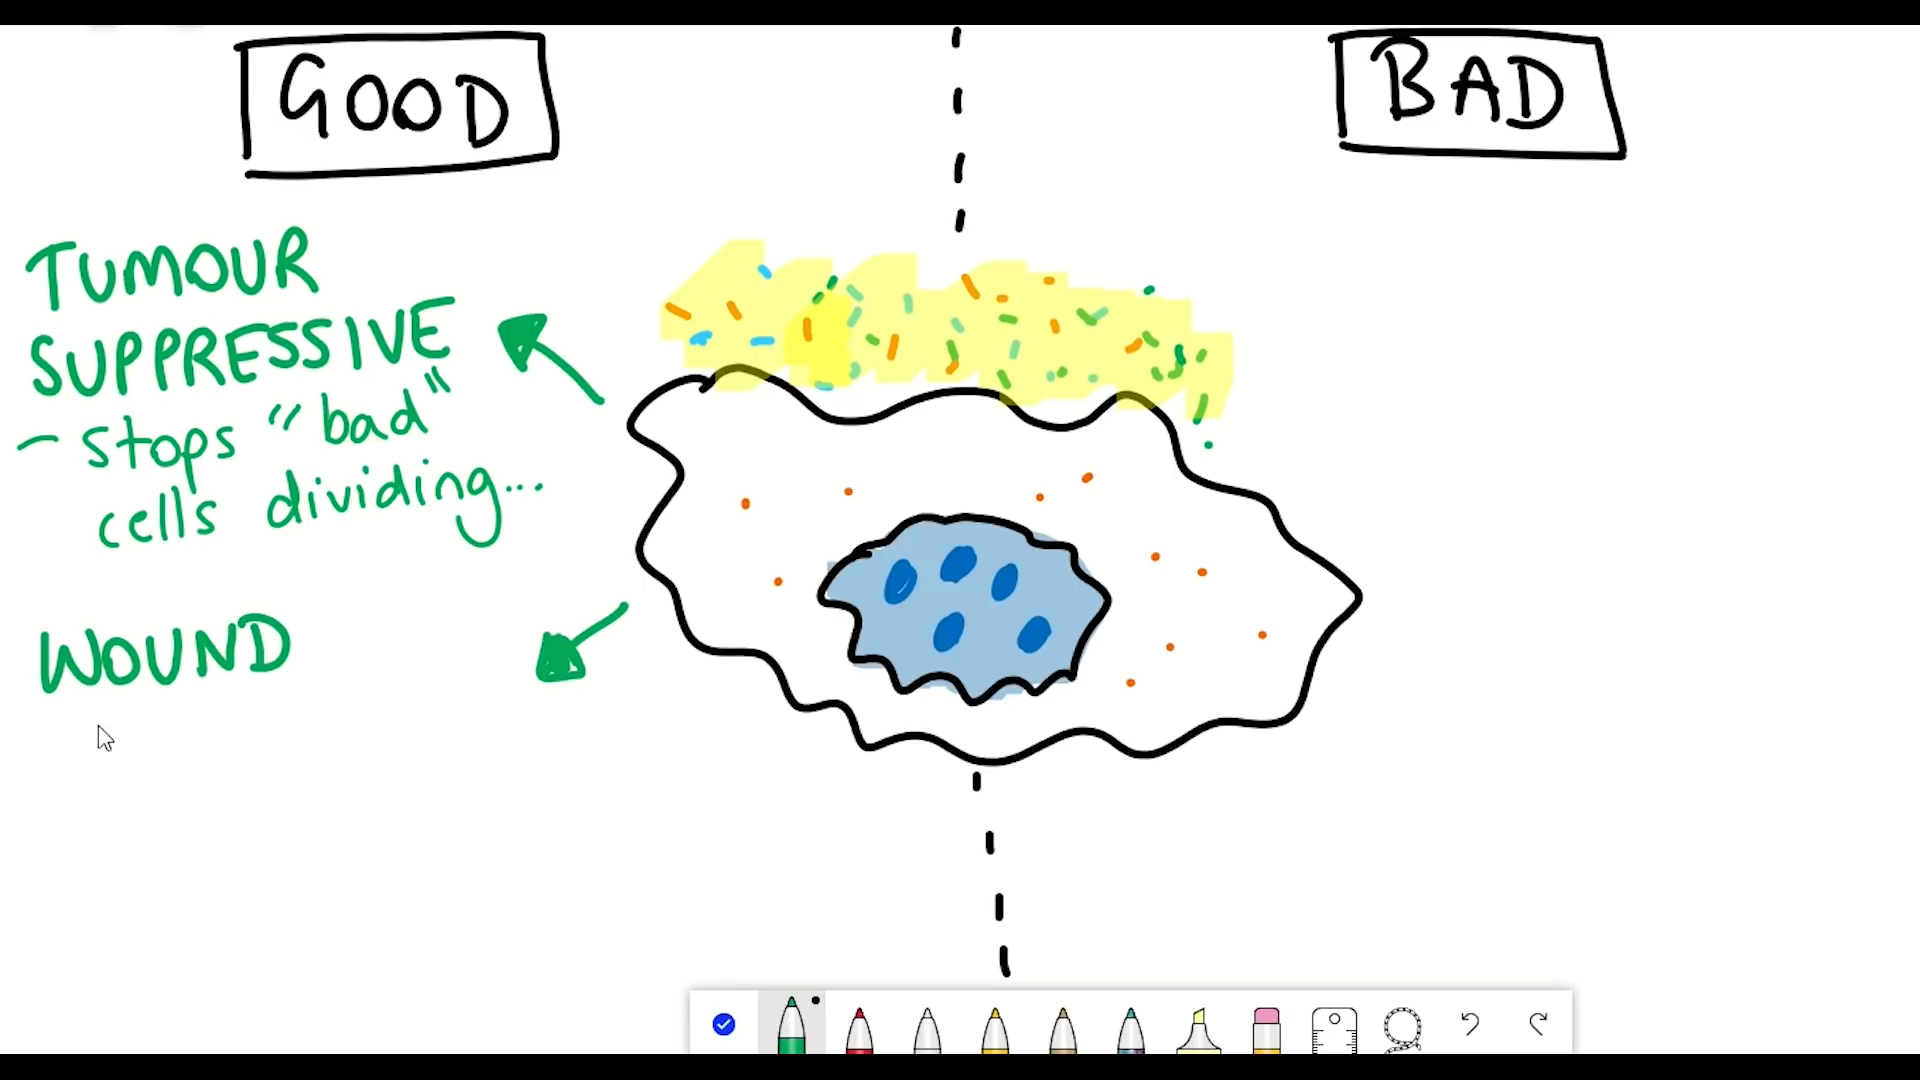 GOOD
BAD
TUMOUR
SUPPRESSIVE
- stops "bad"
cells dividing...
WOUND